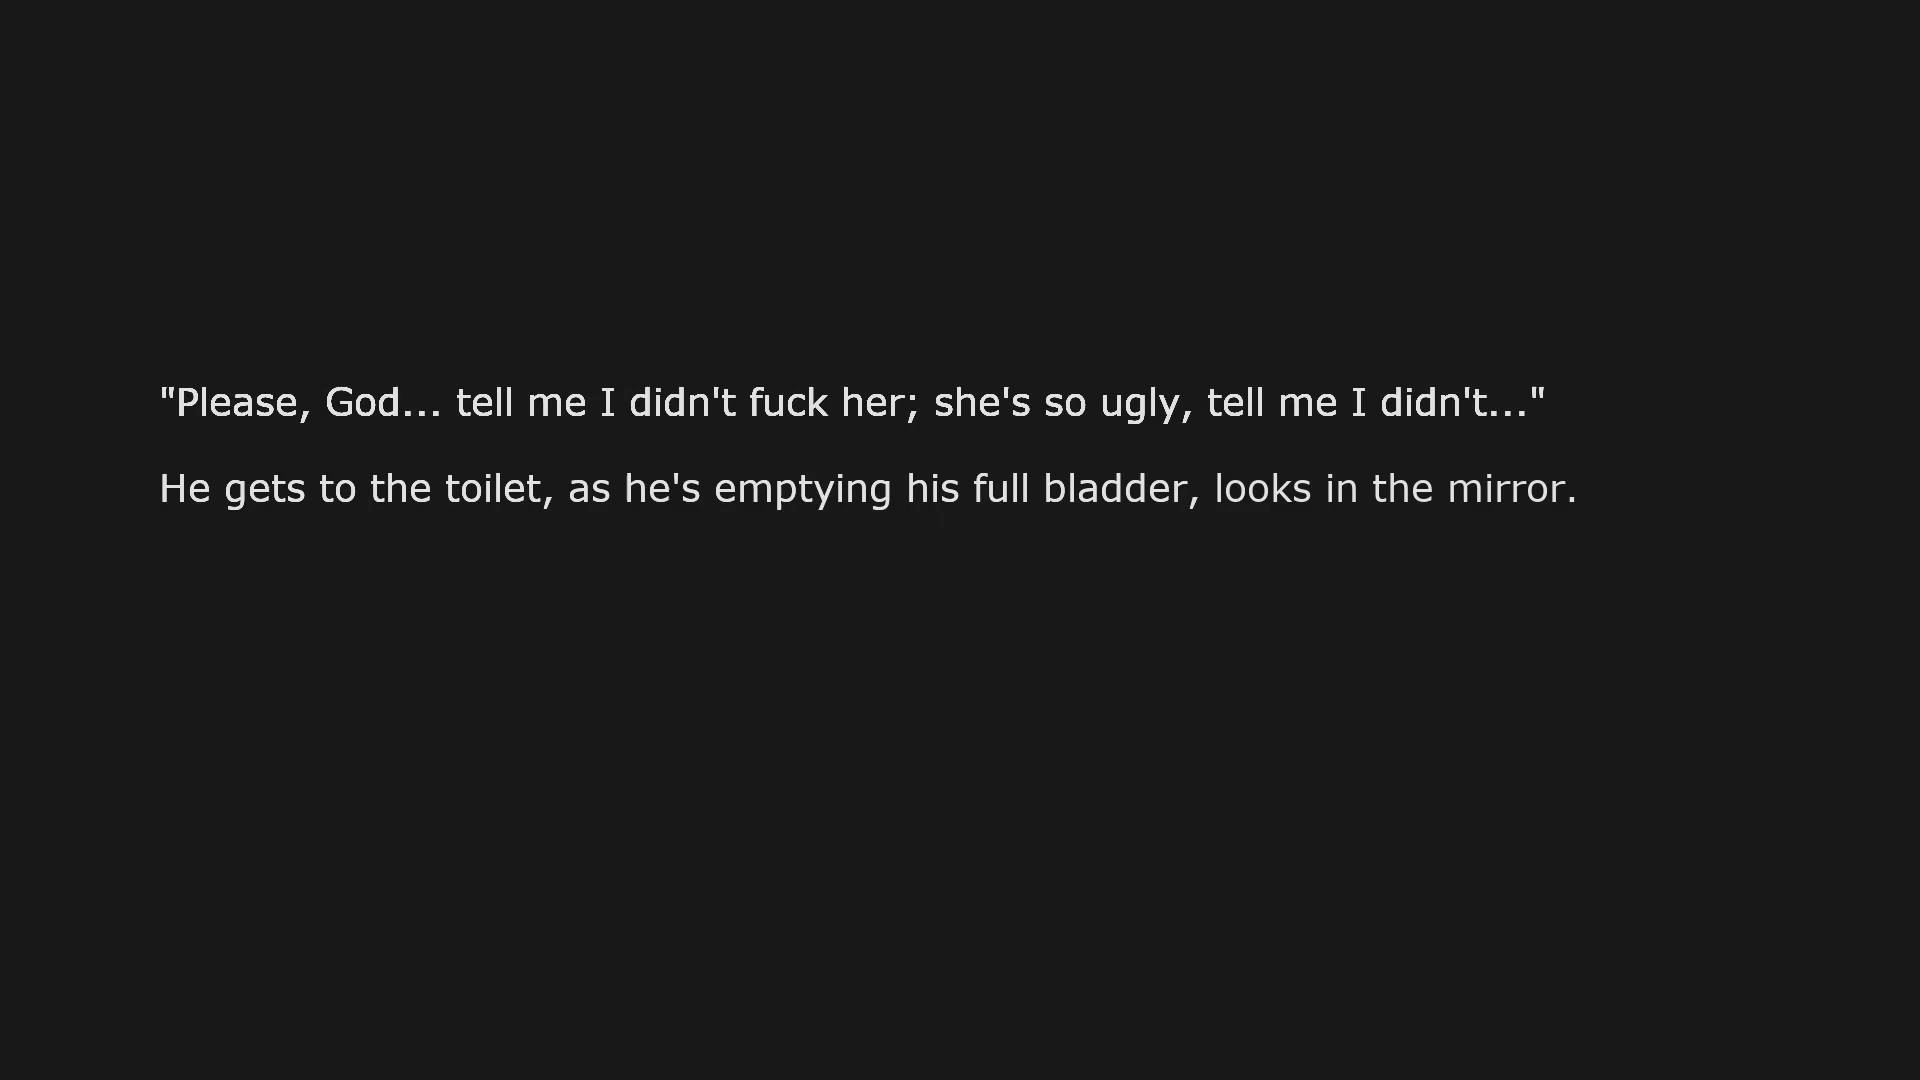 "Please, God... tell me I didn't fuck her; she's so ugly, tell me I didn't..."
He gets to the toilet, as he's emptying his full bladder, looks in the mirror.